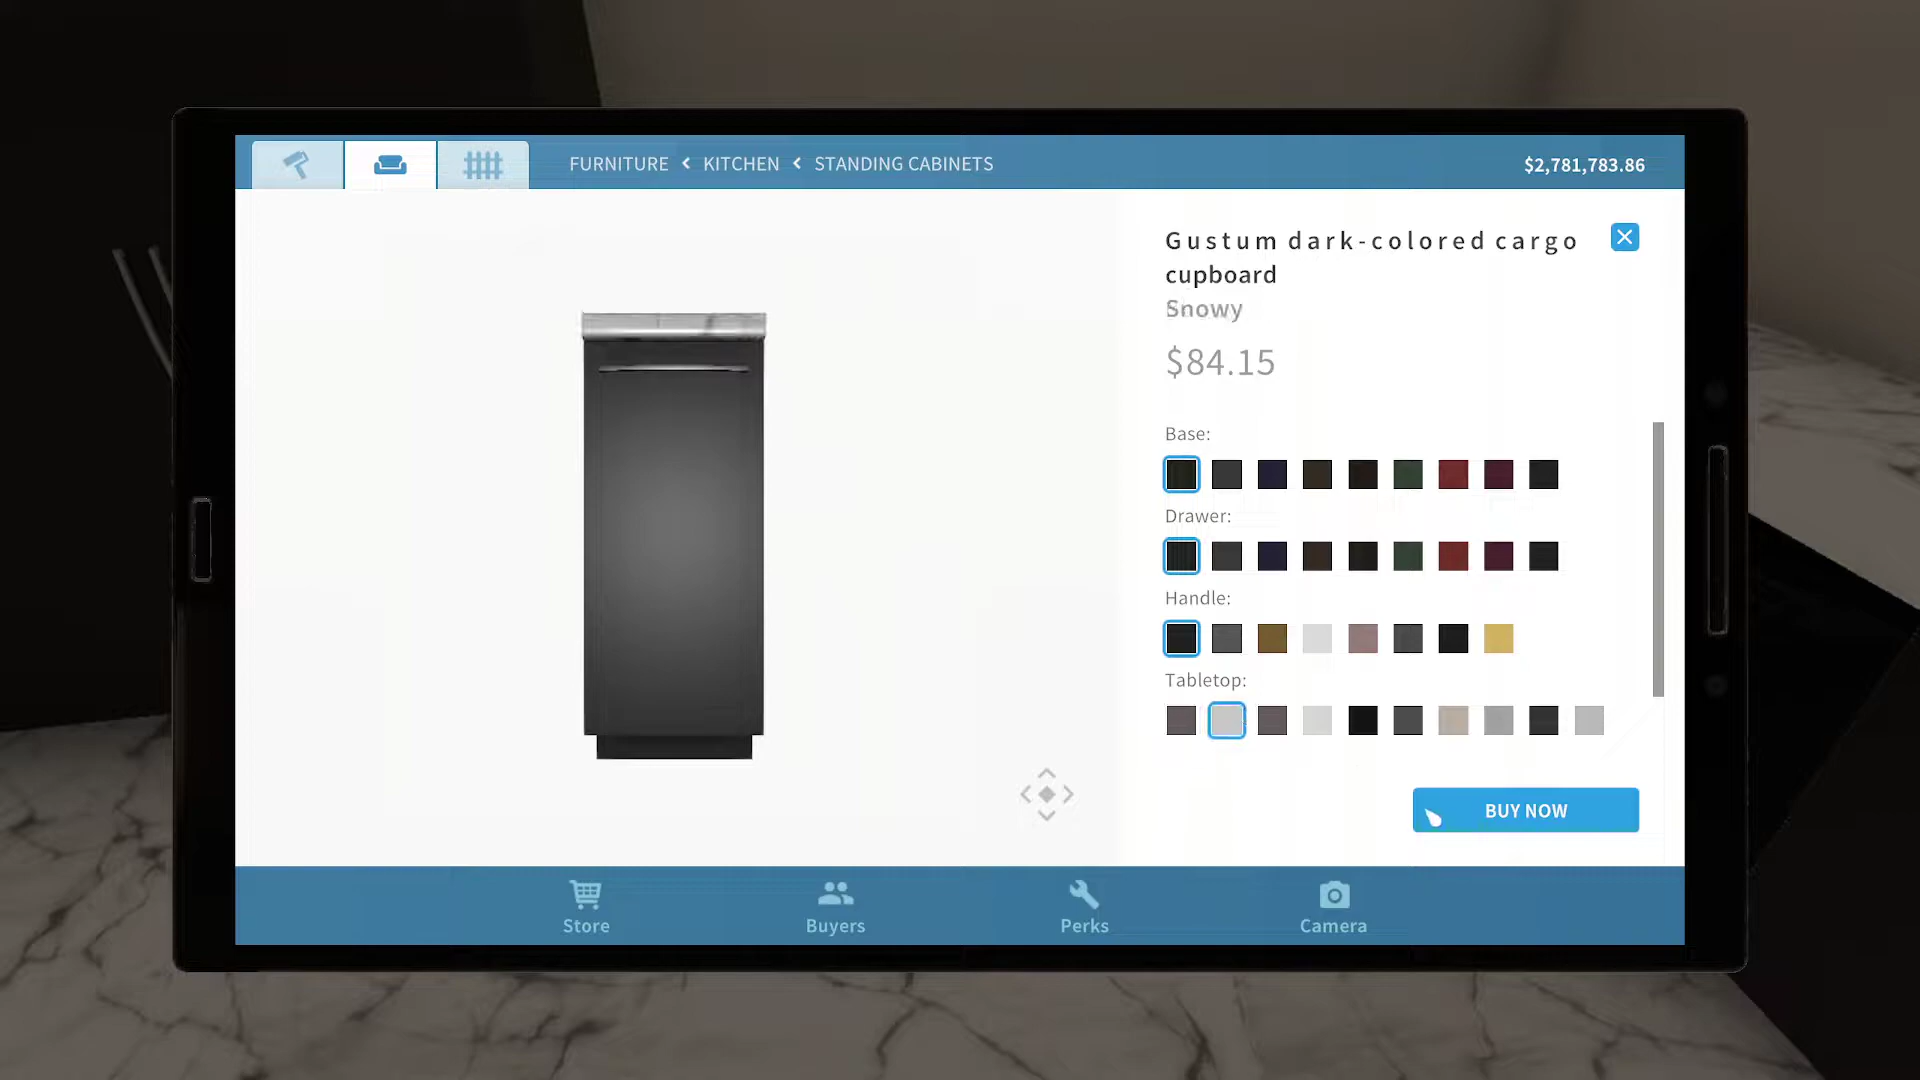 FURNITURE < KITCHEN < STANDING CABINETS
$2,781,783.86
Gustum dark-colored cargo
cupboard
Snowy
$84.15
Base:
Drawer:
Handle:
Tabletop:
BUY NOW
Store
Buyers
Perks
Camera